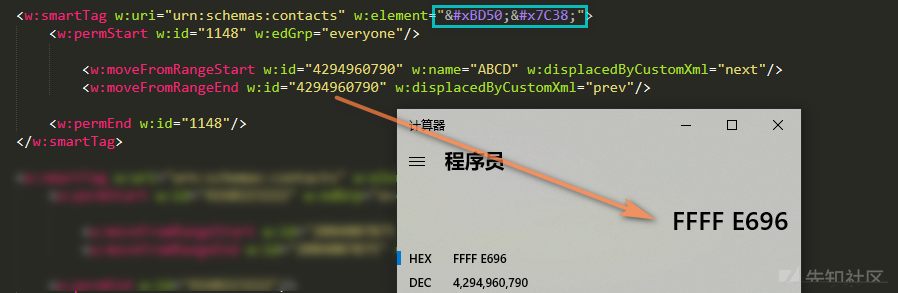 <w:smartTag w:uri="urn:schemas:contacts" w:element="&#xBD50;&#x7C38;">
<w:permStart w:id="1148" w:edGrp="everyone"/>
<w:moveFromRangeStart w:id="4294960790" w:name="ABCD" w:displacedByCustomXml="next"/>
<w:moveFromRangeEnd w:id="4294960790" w:displacedByCustomXml="prev"/>
<w:permEnd w:id="1148"/>
</w:smartTag>
计算器
程序员
FFFF E696
HEX FFFF E696
DEC 4,294,960,790
先知社区